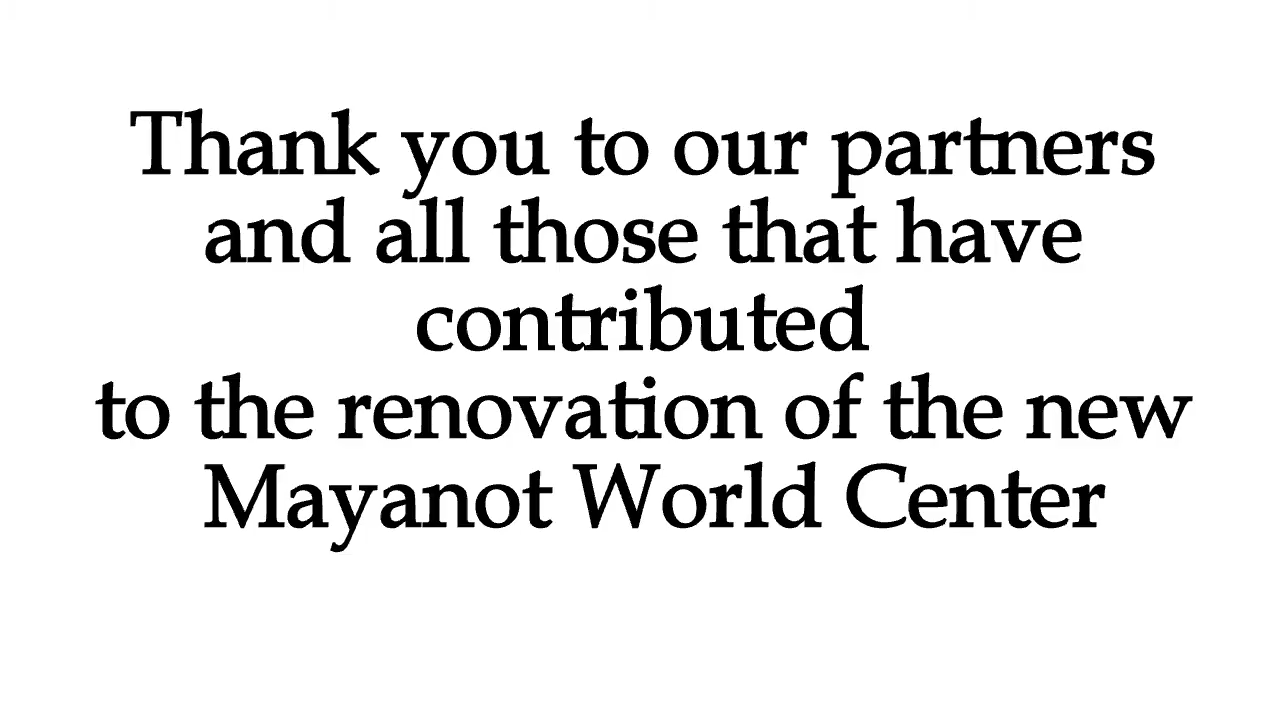 Thank you to our partners
and all those that have
contributed
to the renovation of the new
Mayanot World Center